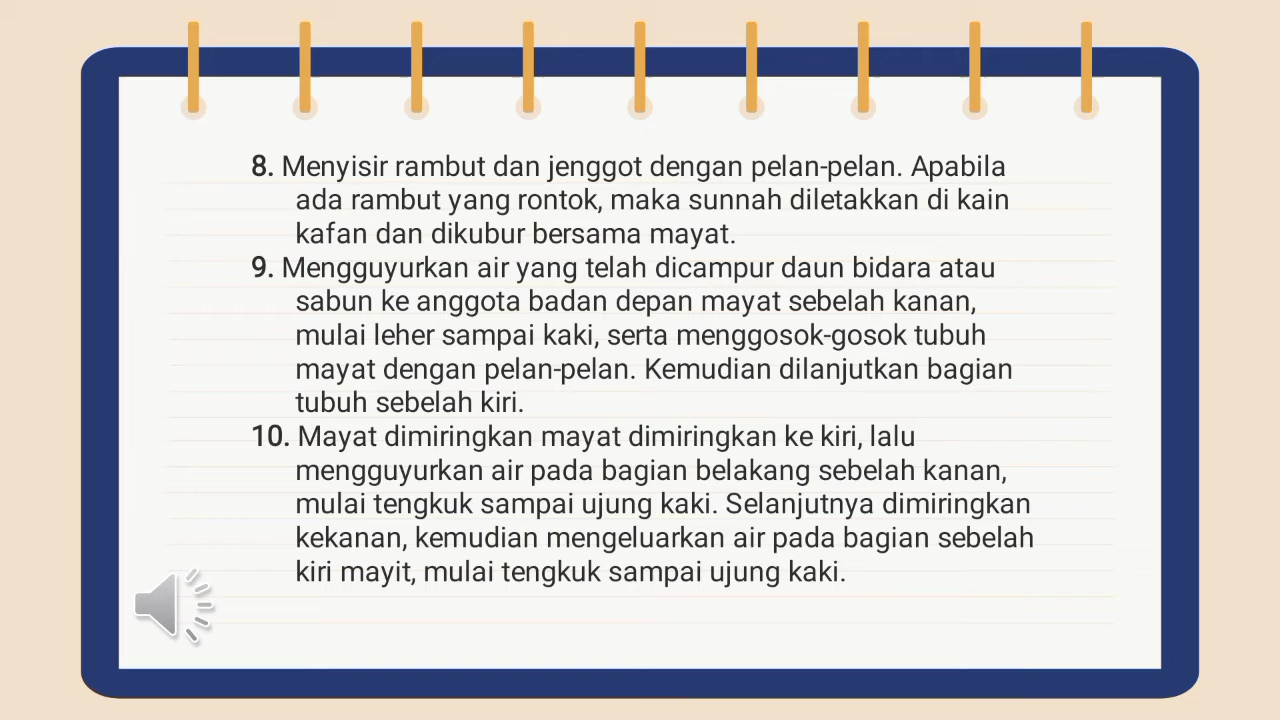 8. Menyisir rambut dan jenggot dengan pelan-pelan. Apabila
ada rambut yang rontok, maka sunnah diletakkan di kain
kafan dan dikubur bersama mayat.
9. Mengguyurkan air yang telah dicampur daun bidara atau
sabun ke anggota badan depan mayat sebelah kanan,
mulai leher sampai kaki, serta menggosok-gosok tubuh
mayat dengan pelan-pelan. Kemudian dilanjutkan bagian
tubuh sebelah kiri.
10. Mayat dimiringkan mayat dimiringkan ke kiri, lalu
mengguyurkan air pada bagian belakang sebelah kanan,
mulai tengkuk sampai ujung kaki. Selanjutnya dimiringkan
kekanan, kemudian mengeluarkan air pada bagian sebelah
kiri mayit, mulai tengkuk sampai ujung kaki.